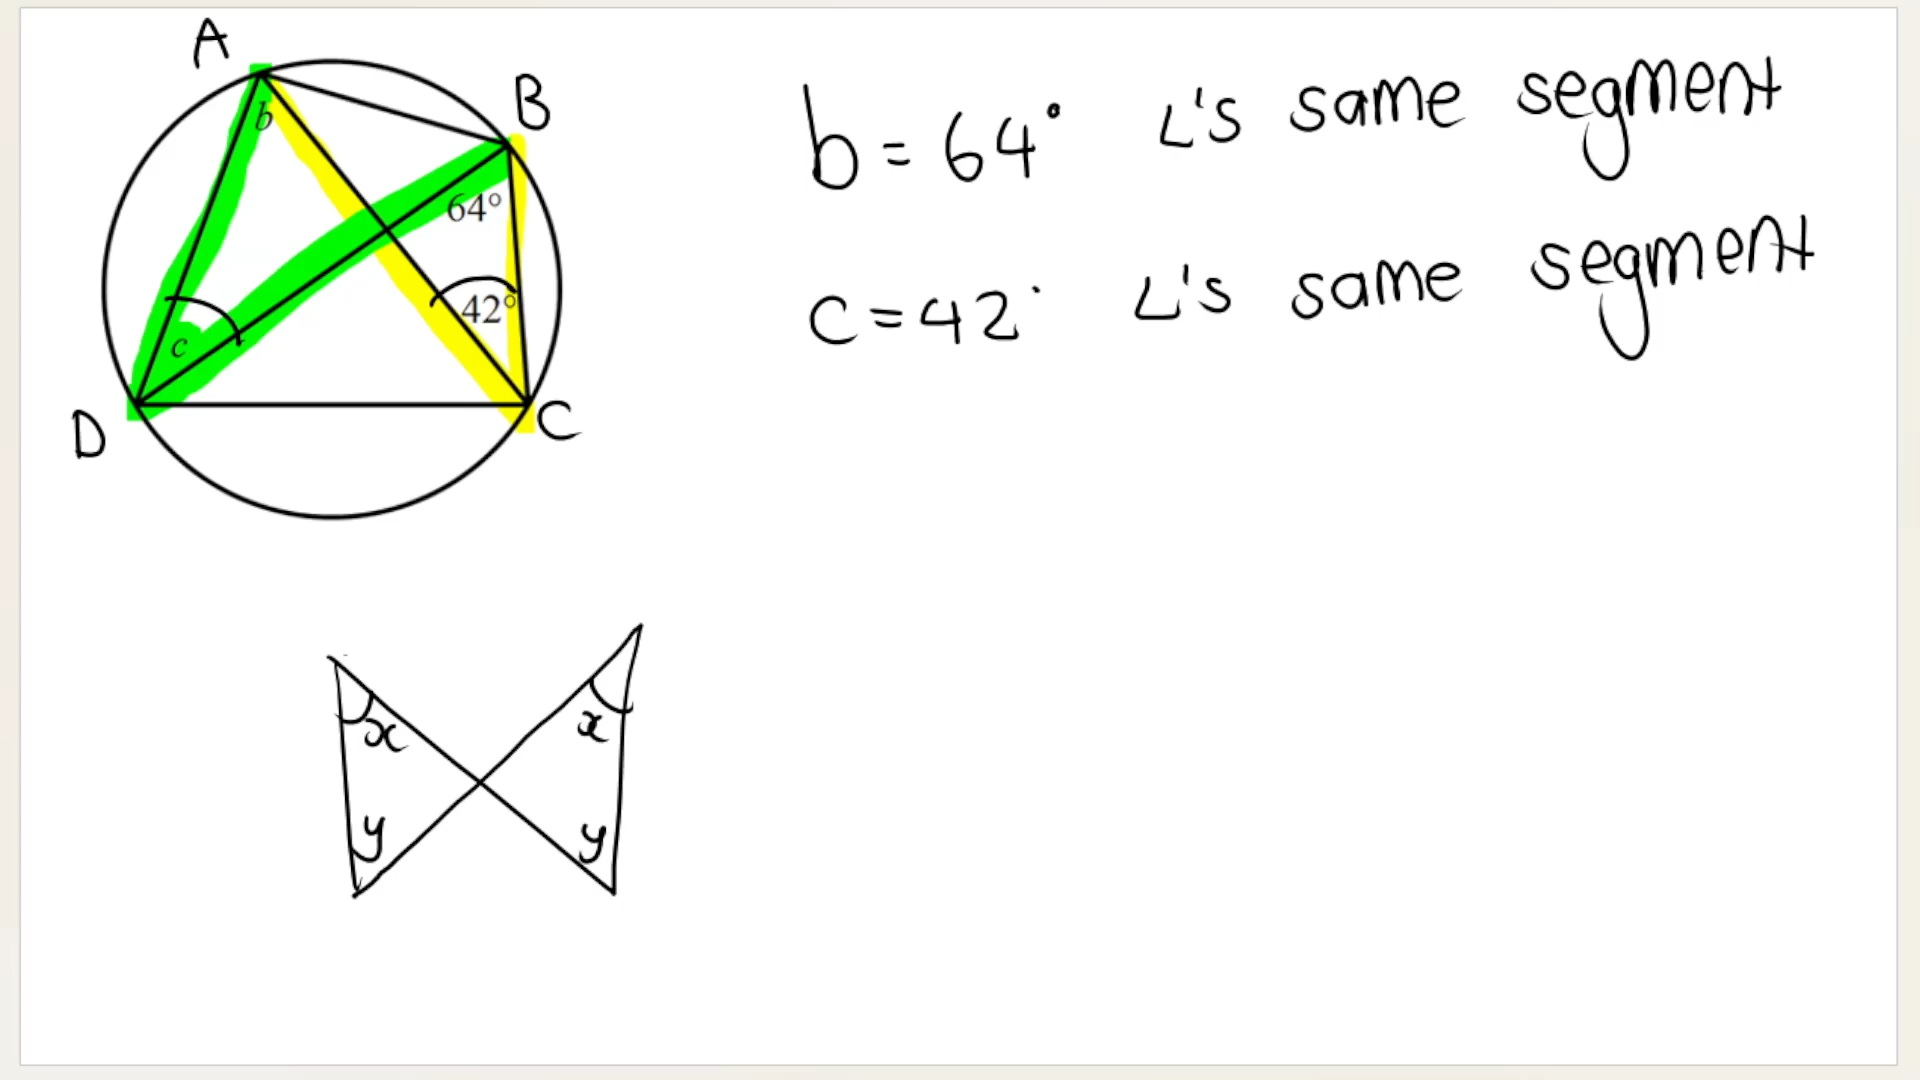 A
B
b
64°
42°
c
D
C
b = 64° ∠'s same segment
c = 42° ∠'s same segment
x x
y y